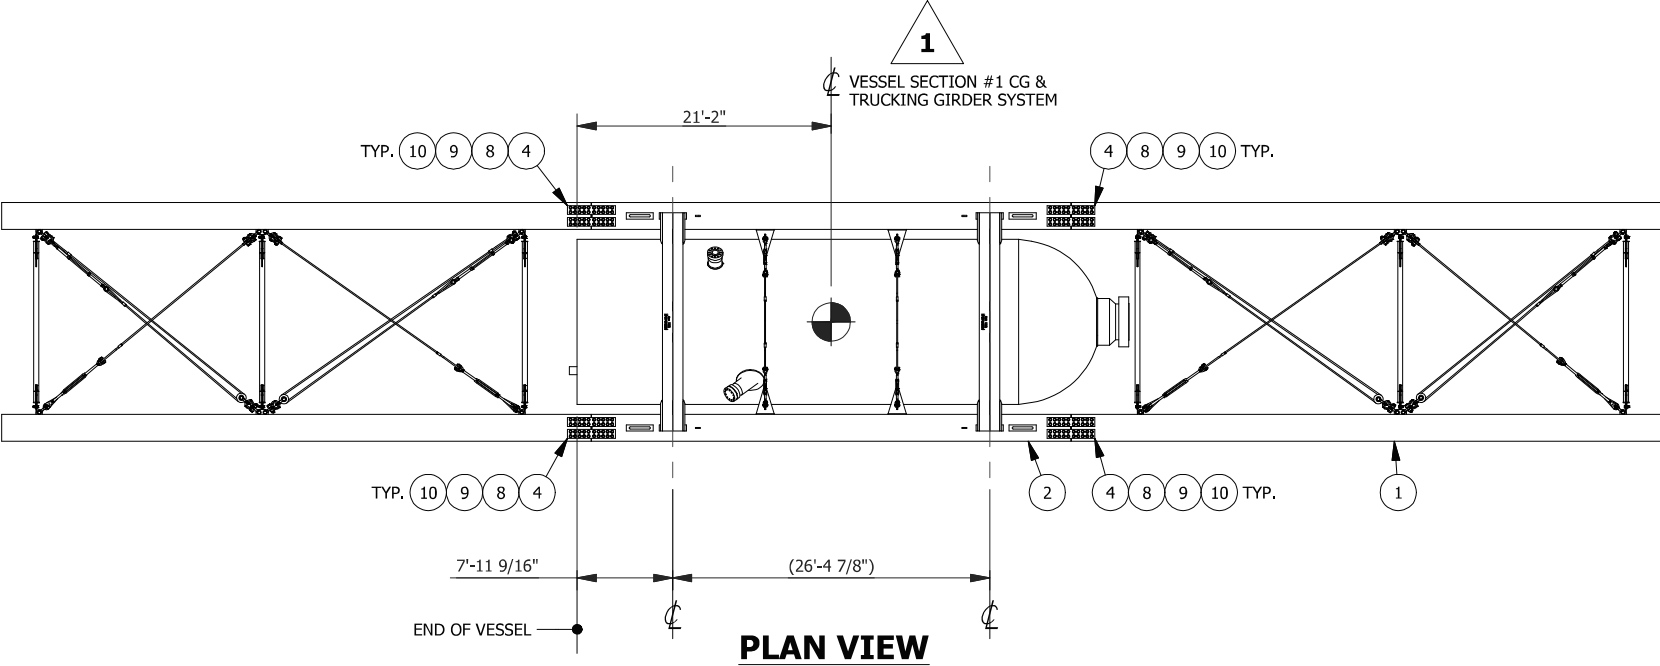 1
℄ VESSEL SECTION #1 CG &
TRUCKING GIRDER SYSTEM
21'-2"
TYP. 10 9 8 4
4 8 9 10 TYP.
TYP. 10 9 8 4
2
4 8 9 10 TYP.
1
7'-11 9/16"
(26'-4 7/8")
℄
℄
END OF VESSEL
PLAN VIEW